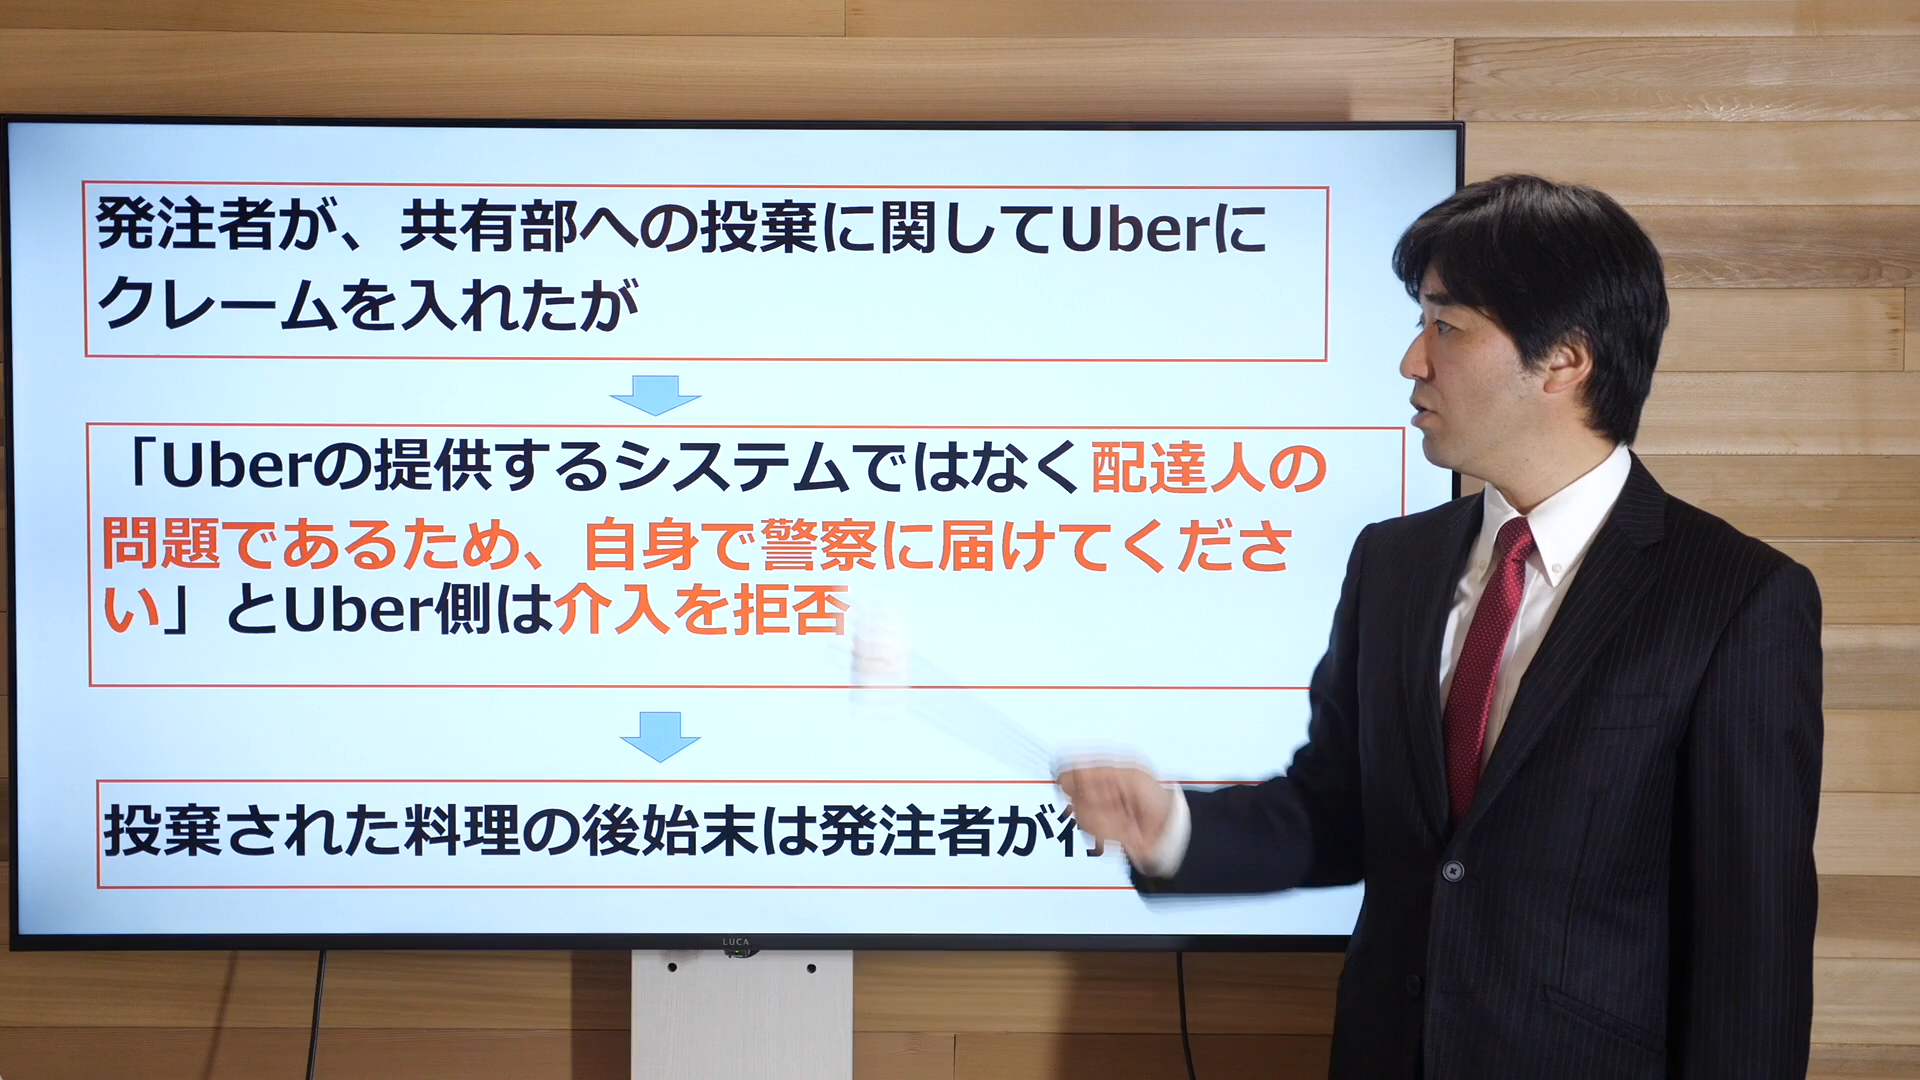 発注者が、共有部への投棄に関してUberに
クレームを入れたが
「Uberの提供するシステムではなく配達人の
問題であるため、自身で警察に届けてくださ
い」とUber側は介入を拒否
投棄された料理の後始末は発注者が行
LUCA